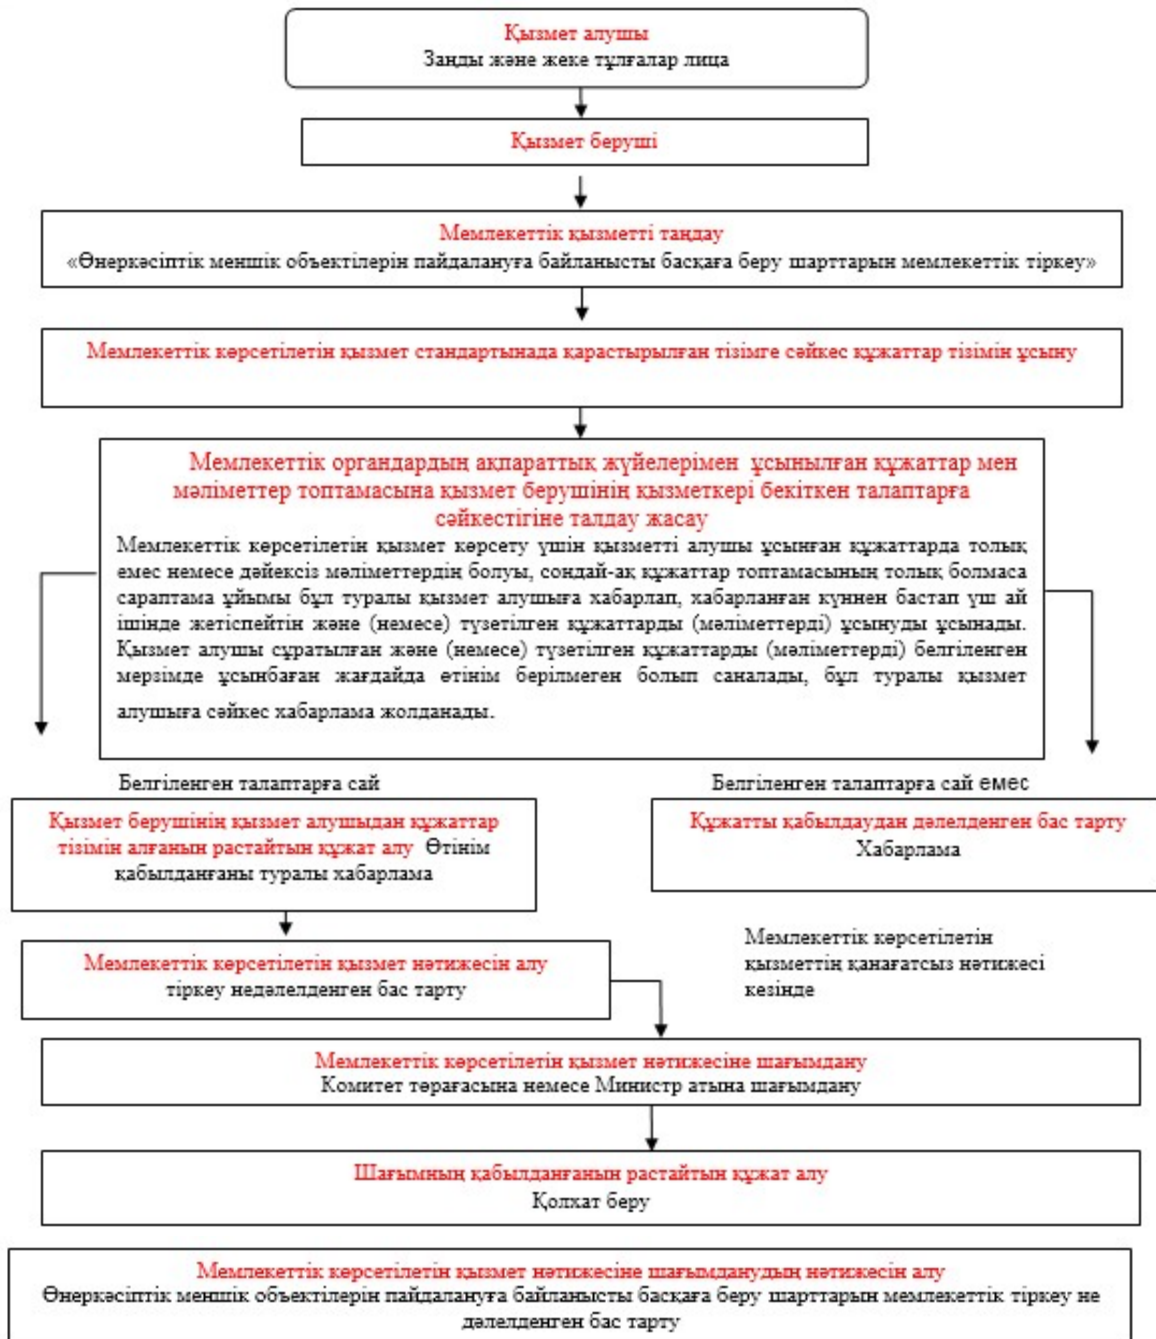 Қызмет алушы
Заңды және жеке тұлғалар лица
Қызмет беруші
Мемлекеттік қызметті таңдау
«Өнеркәсіптік меншік объектілерін пайдалануға байланысты басқаға беру шарттарын мемлекеттік тіркеу»
Мемлекеттік көрсетілетін қызмет стандартынада қарастырылған тізімге сәйкес құжаттар тізімін ұсыну
Мемлекеттік органдардың ақпараттық жүйелерімен ұсынылған құжаттар мен
мәліметтер топтамасына қызмет берушінің қызметкері бекіткен талаптарға
сәйкестігіне талдау жасау
Мемлекеттік көрсетілетін қызмет көрсету үшін қызметті алушы ұсынған құжаттарда толық
емес немесе дәйексіз мәліметтердің болуы, сондай-ақ құжаттар топтамасының толық болмаса
сараптама ұйымы бұл туралы қызмет алушыға хабарлап, хабарланған күннен бастап үш ай
ішінде жетіспейтін және (немесе) түзетілген құжаттарды (мәліметтерді) ұсынуды ұсынады.
Қызмет алушы сұратылған және (немесе) түзетілген құжаттарды (мәліметтерді) белгіленген
мерзімде ұсынбаған жағдайда өтінім берілмеген болып саналады, бұл туралы қызмет
алушыға сәйкес хабарлама жолданады.
Белгіленген талаптарға сай
Қызмет берушінің қызмет алушыдан құжаттар
тізімін алғанын растайтын құжат алу Өтінім
қабылданғаны туралы хабарлама
Белгіленген талаптарға сай емес
Құжатты қабылдаудан дәлелденген бас тарту
Хабарлама
Мемлекеттік көрсетілетін қызмет нәтижесін алу
тіркеу недәлелденген бас тарту
Мемлекеттік көрсетілетін
қызметтің қанағатсыз нәтижесі
кезінде
Мемлекеттік көрсетілетін қызмет нәтижесіне шағымдану
Комитет төрағасына немесе Министр атына шағымдану
Шағымның қабылданғанын растайтын құжат алу
Қолхат беру
Мемлекеттік көрсетілетін қызмет нәтижесіне шағымданудың нәтижесін алу
Өнеркәсіптік меншік объектілерін пайдалануға байланысты басқаға беру шарттарын мемлекеттік тіркеу не
дәлелденген бас тарту